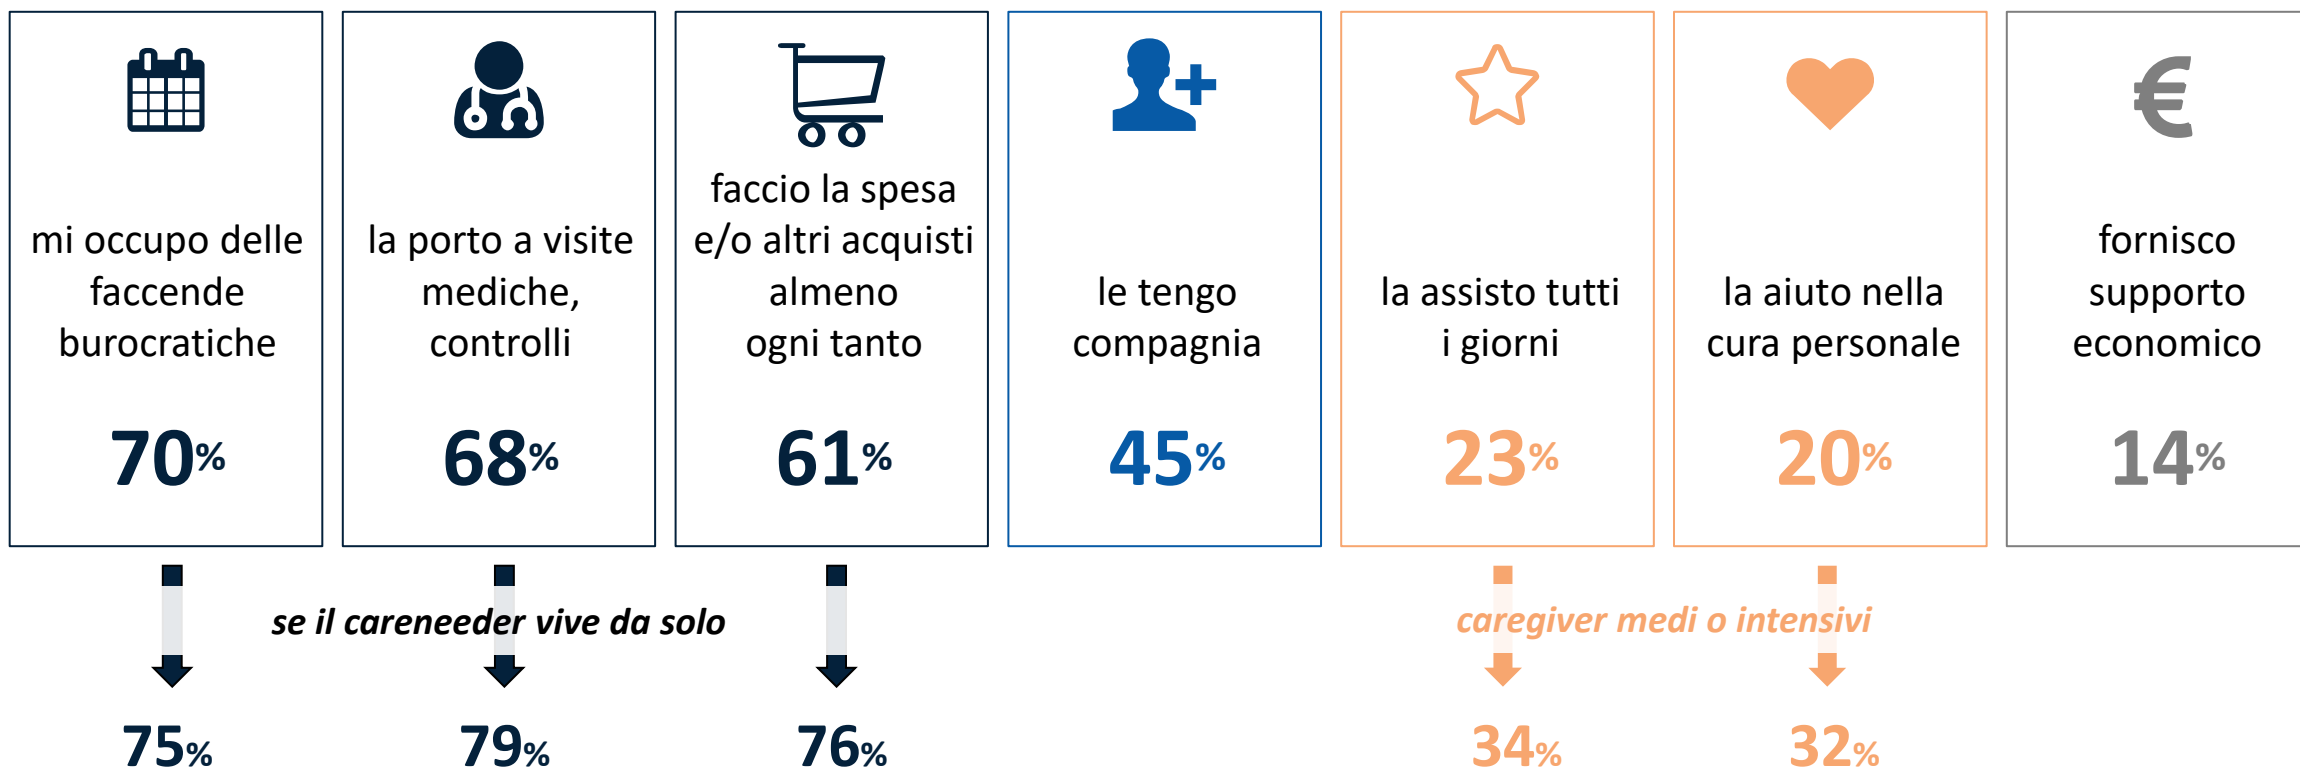 mi occupo delle
faccende
burocratiche
70%
la porto a visite
mediche,
controlli
68%
faccio la spesa
e/o altri acquisti
almeno
ogni tanto
61%
le tengo
compagnia
45%
la assisto tutti
i giorni
23%
la aiuto nella
cura personale
20%
€
fornisco
supporto
economico
14%
se il careneeder vive da solo
caregiver medi o intensivi
75%
79%
76%
34%
32%